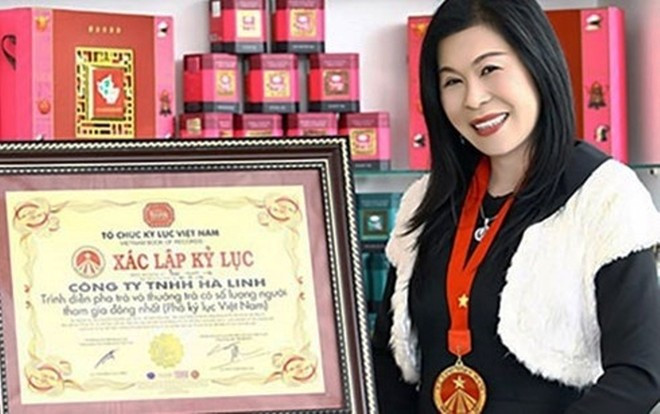 TỔ CHỨC KỶ LỤC VIỆT NAM
VIETNAM BOOK OF RECORDS
XÁC LẬP KỶ LỤC
CÔNG TY TNHH HÀ LINH
Trình diễn pha trà và thưởng trà có số lượng người
tham gia đông nhất (Phá kỷ lục Việt Nam)